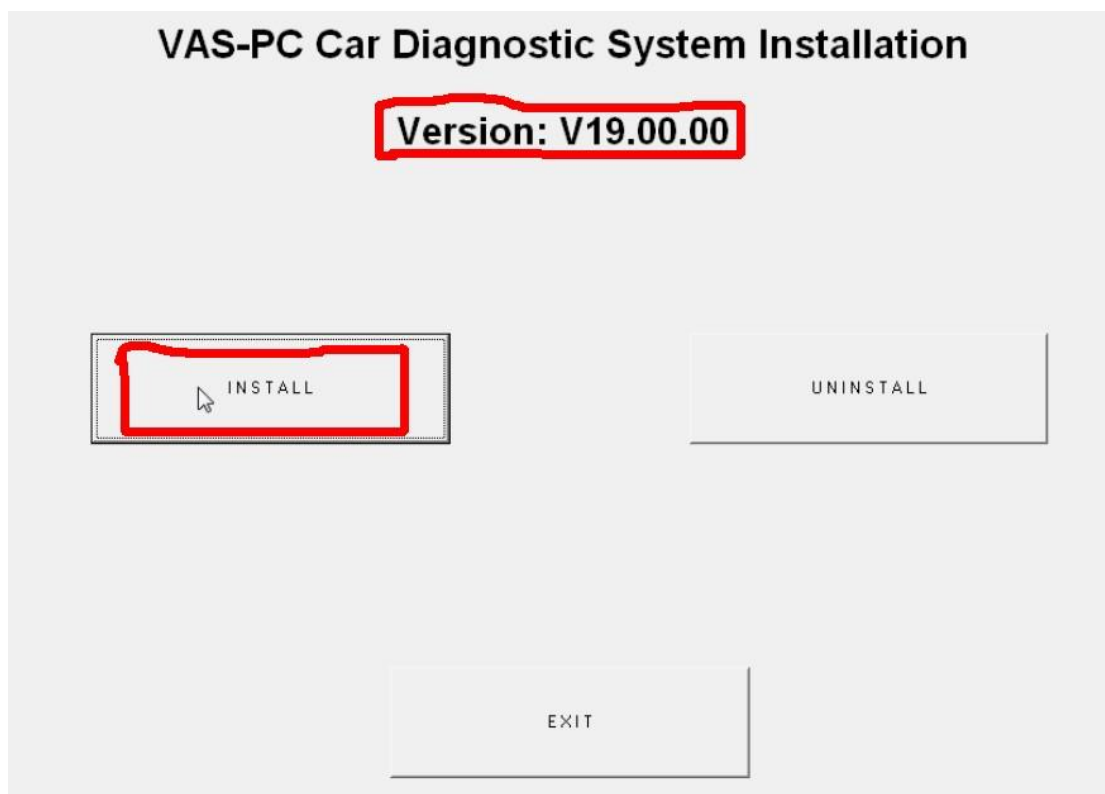 VAS-PC Car Diagnostic System Installation
Version: V19.00.00
INSTALL
UNINSTALL
EXIT